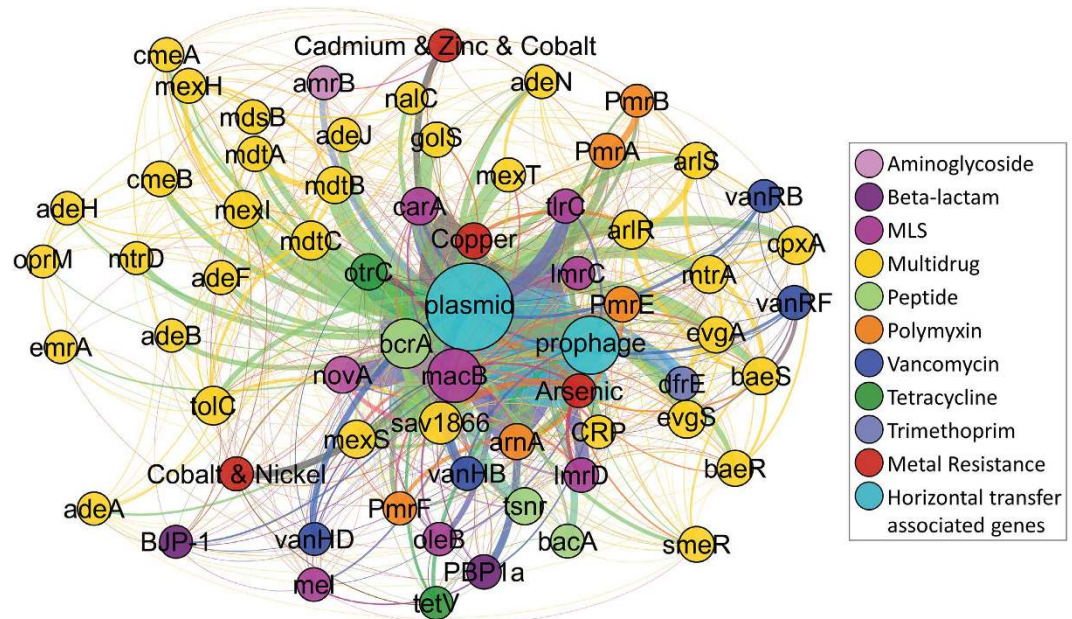 cmeA
Cadmium & Zinc & Cobalt
mexH
amrB
nalC
adeN
PmrB
mdsB
adeJ
golS
PmrA
arlS
mdtA
cmeB
mdtB
mexT
vanRB
adeH
mexI
carA
tlrC
arlR
oprM
mtrD
mdtC
Copper
cpxA
adeF
otrC
lmrC
mtrA
plasmid
PmrE
vanRF
emrA
adeB
bcrA
prophage
evgA
novA
macB
Arsenic
dfrE
baeS
tolC
sav1866
CRP
evgS
mexS
arnA
Cobalt & Nickel
vanHB
lmrD
baeR
adeA
PmrF
tsnr
BJP-1
vanHD
oleB
bacA
smeR
mel
PBP1a
tetV
Aminoglycoside
Beta-lactam
MLS
Multidrug
Peptide
Polymyxin
Vancomycin
Tetracycline
Trimethoprim
Metal Resistance
Horizontal transfer
associated genes